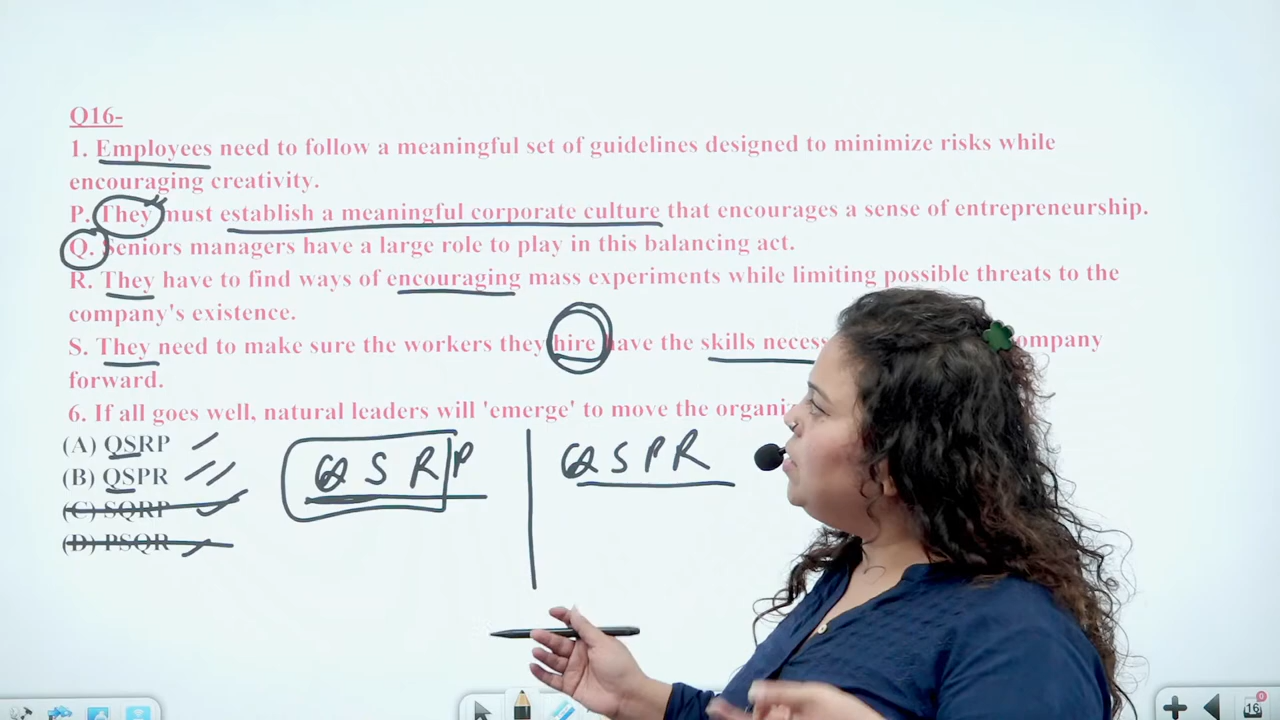 Q16-
1. Employees need to follow a meaningful set of guidelines designed to minimize risks while
encouraging creativity.
P. They must establish a meaningful corporate culture that encourages a sense of entrepreneurship.
Q. Seniors managers have a large role to play in this balancing act.
R. They have to find ways of encouraging mass experiments while limiting possible threats to the
company's existence.
S. They need to make sure the workers they hire have the skills ompany
forward.
6. If all goes well, natural leaders will 'emerge' to move the
(A) QSRP
(B) QSPR
(C) SQRP
(D) PSQR
Q S R P
Q S P R
16
0